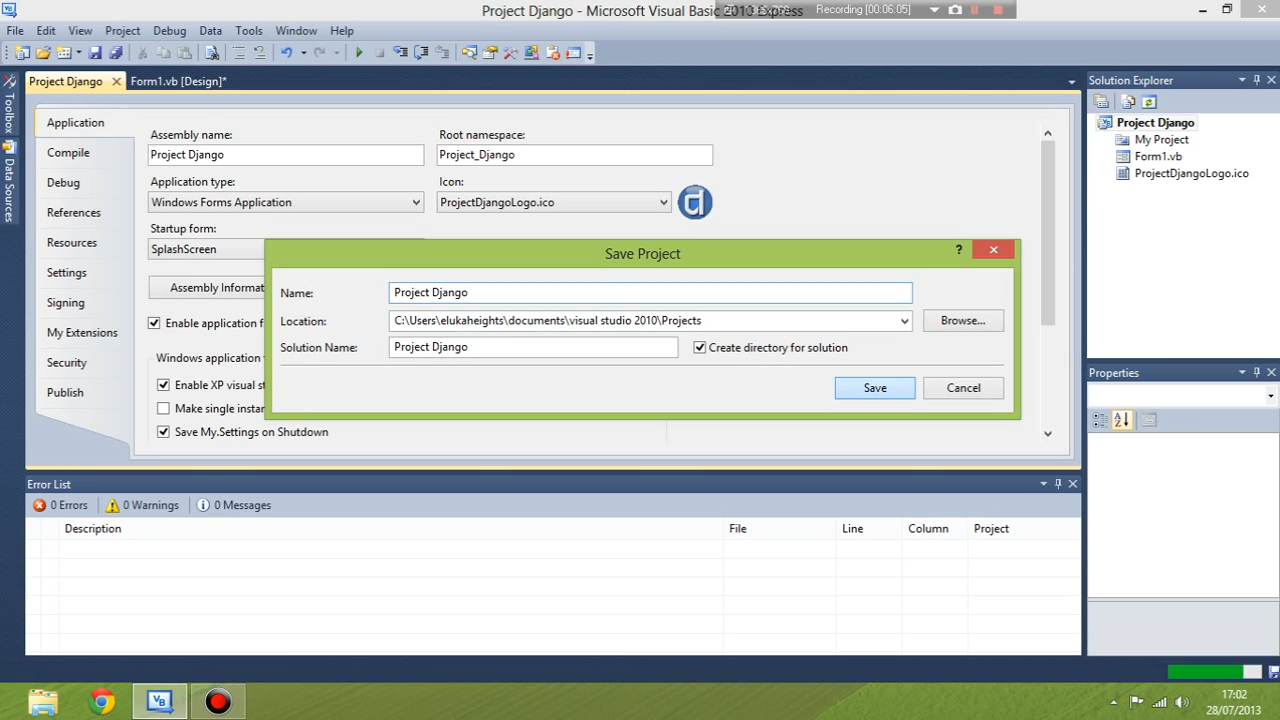 Project Django - Microsoft Visual Basic 2010 Express
Recording [00:06.05]
File Edit View Project Debug Data Tools Window Help
Project Django Form1.vb [Design]*
Toolbox
Data Sources
Application
Compile
Debug
References
Resources
Settings
Signing
My Extensions
Security
Publish
Assembly name: Root namespace:
Project Django Project_Django
Application type: Icon:
Windows Forms Application ProjectDjangoLogo.ico
Startup form:
SplashScreen
Assembly Informat
Enable application f
Windows application
Enable XP visual st
Make single instan
Save My.Settings on Shutdown
Save Project
Name: Project Django
Location: C:\Users\elukaheights\documents\visual studio 2010\Projects Browse...
Solution Name: Project Django Create directory for solution
Save Cancel
Solution Explorer
Project Django
My Project
Form1.vb
ProjectDjangoLogo.ico
Properties
Error List
0 Errors 0 Warnings 0 Messages
Description File Line Column Project
17:02
28/07/2013